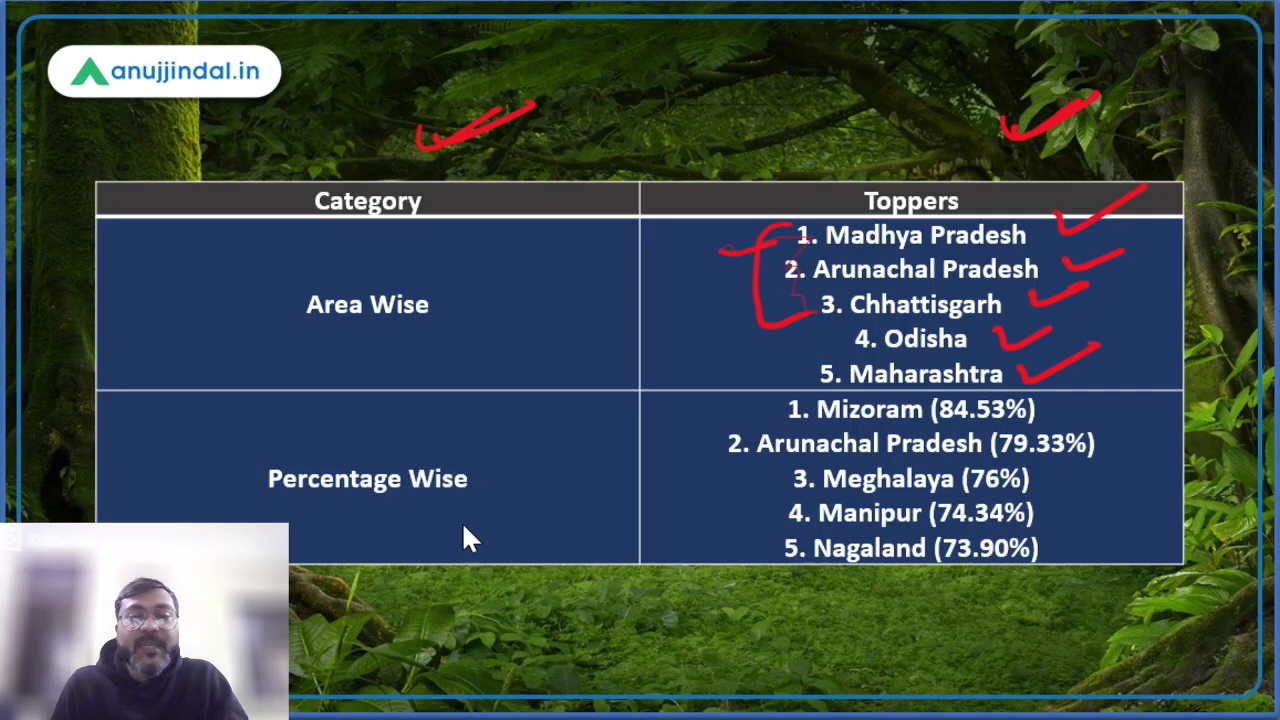 anujjindal.in
Category
Toppers
Area Wise
1. Madhya Pradesh
2. Arunachal Pradesh
3. Chhattisgarh
4. Odisha
5. Maharashtra
Percentage Wise
1. Mizoram (84.53%)
2. Arunachal Pradesh (79.33%)
3. Meghalaya (76%)
4. Manipur (74.34%)
5. Nagaland (73.90%)